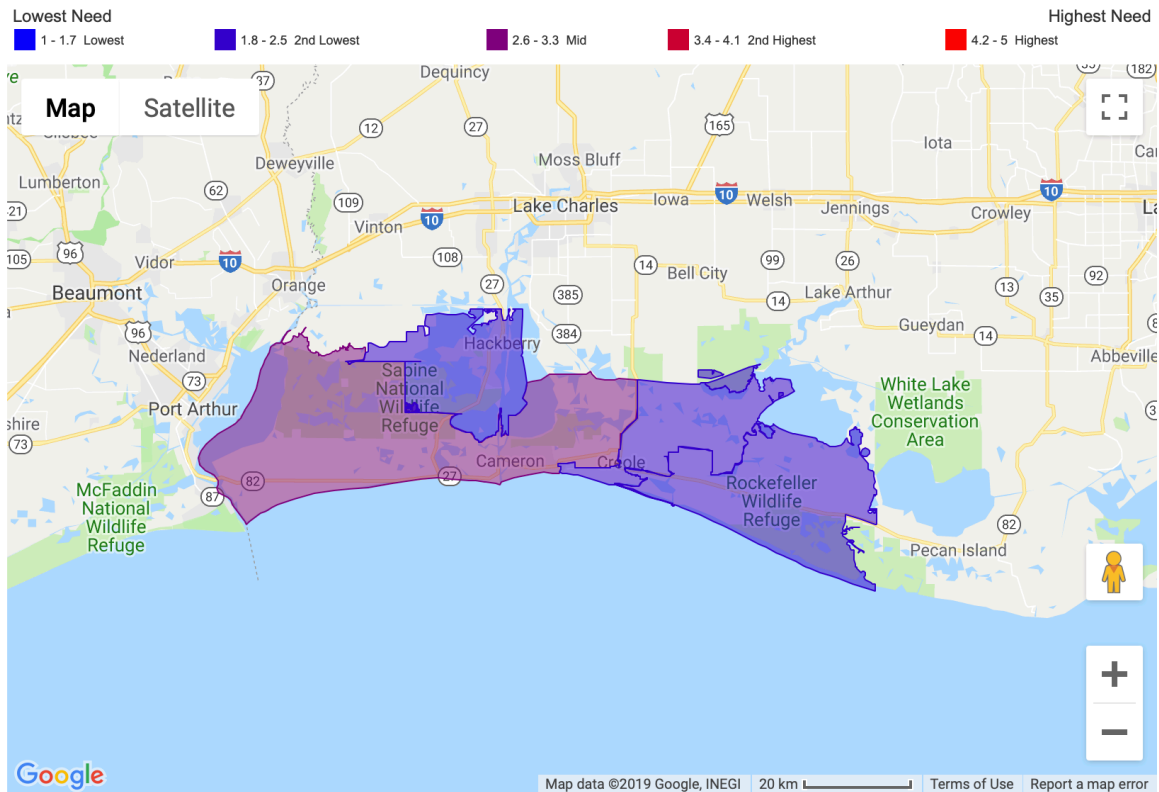 Lowest Need
Highest Need
1 - 1.7 Lowest
1.8 - 2.5 2nd Lowest
2.6 - 3.3 Mid
3.4 - 4.1 2nd Highest
4.2 - 5 Highest
Map
Satellite
Dequincy
37
182
12
27
165
Iota
Deweyville
Moss Bluff
Lumberton
62
109
Lake Charles
Iowa
10
Welsh
Jennings
10
Crowley
21
Vinton
10
96
Vidor
10
108
105
14
Bell City
99
26
92
Orange
27
385
Beaumont
14
Lake Arthur
13
35
96
384
Gueydan
14
Nederland
Hackberry
Abbeville
73
Sabine
National
Wildlife
Refuge
White Lake
Wetlands
Conservation
Area
Port Arthur
73
Cameron
Creole
82
27
87
McFaddin
National
Wildlife
Refuge
Rockefeller
Wildlife
Refuge
82
Pecan Island
+
−
Google
Map data ©2019 Google, INEGI
20 km
Terms of Use
Report a map error